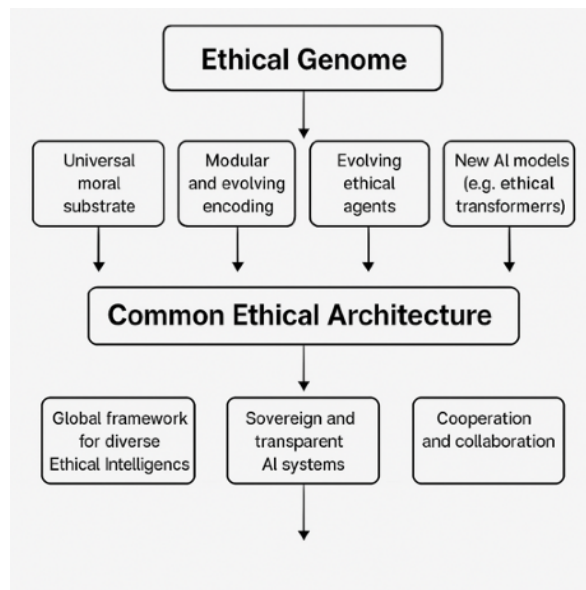 Ethical Genome
Universal
moral
substrate
Modular
and evolving
encoding
Evolving
ethical
agents
New AI models
(e.g. ethical
transformerrs)
Common Ethical Architecture
Global framework
for diverse
Ethical Intelligencs
Sovereign and
transparent
AI systems
Cooperation
and collaboration